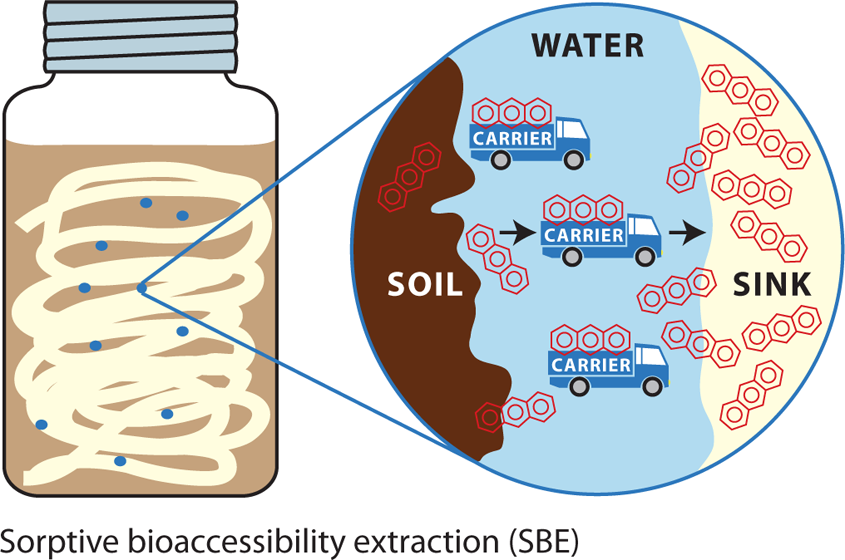 WATER
CARRIER
CARRIER
SOIL
SINK
CARRIER
Sorptive bioaccessibility extraction (SBE)